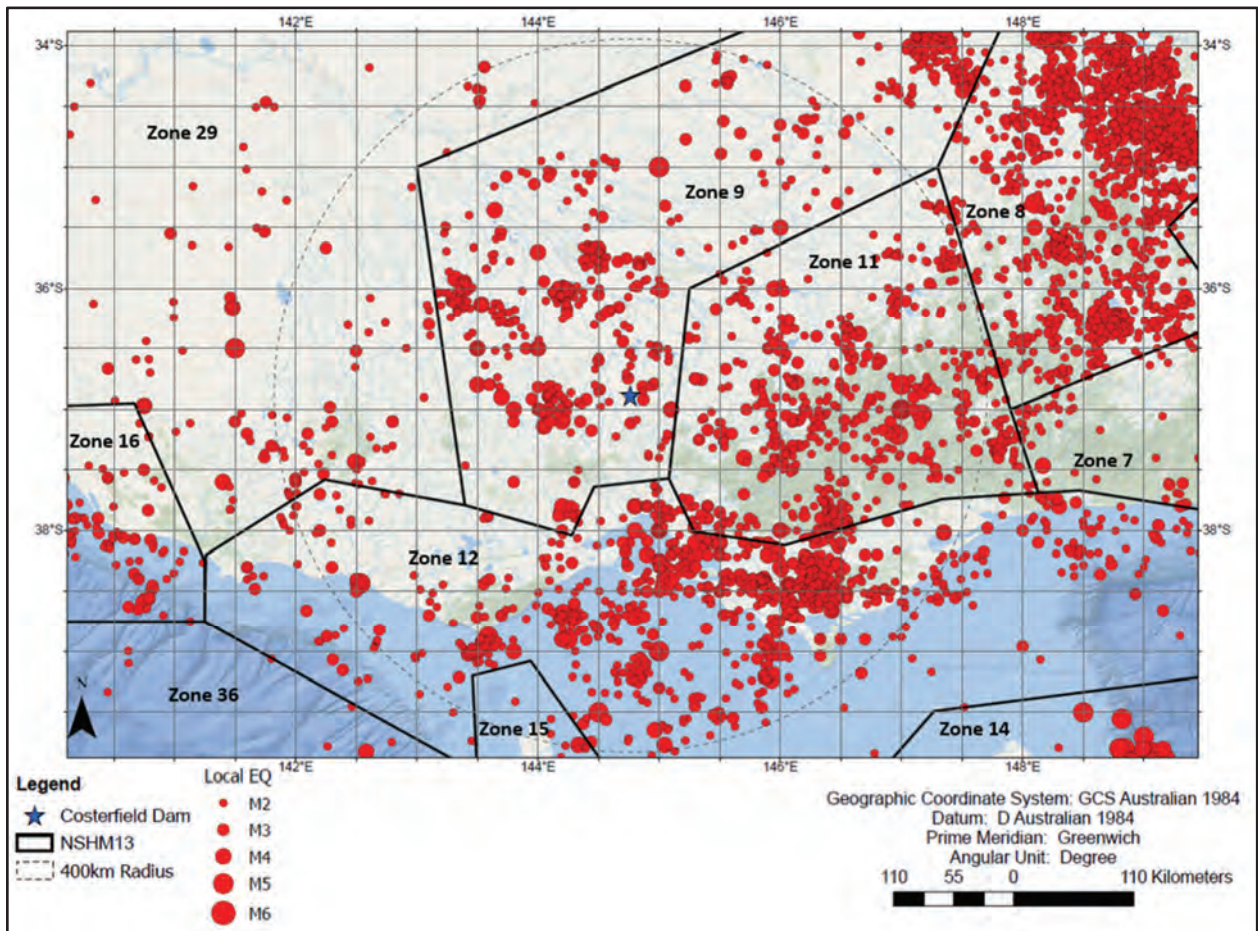 142°E 144°E 146°E 148°E
34°S 34°S
Zone 29
Zone 9
Zone 8
Zone 11
36°S 36°S
Zone 16
Zone 7
38°S 38°S
Zone 12
Zone 36
Zone 15
Zone 14
N
142°E 144°E 146°E 148°E
Legend
Costerfield Dam
NSHM13
400km Radius
Local EQ
M2
M3
M4
M5
M6
Geographic Coordinate System: GCS Australian 1984
Datum: D Australian 1984
Prime Meridian: Greenwich
Angular Unit: Degree
110 55 0 110 Kilometers